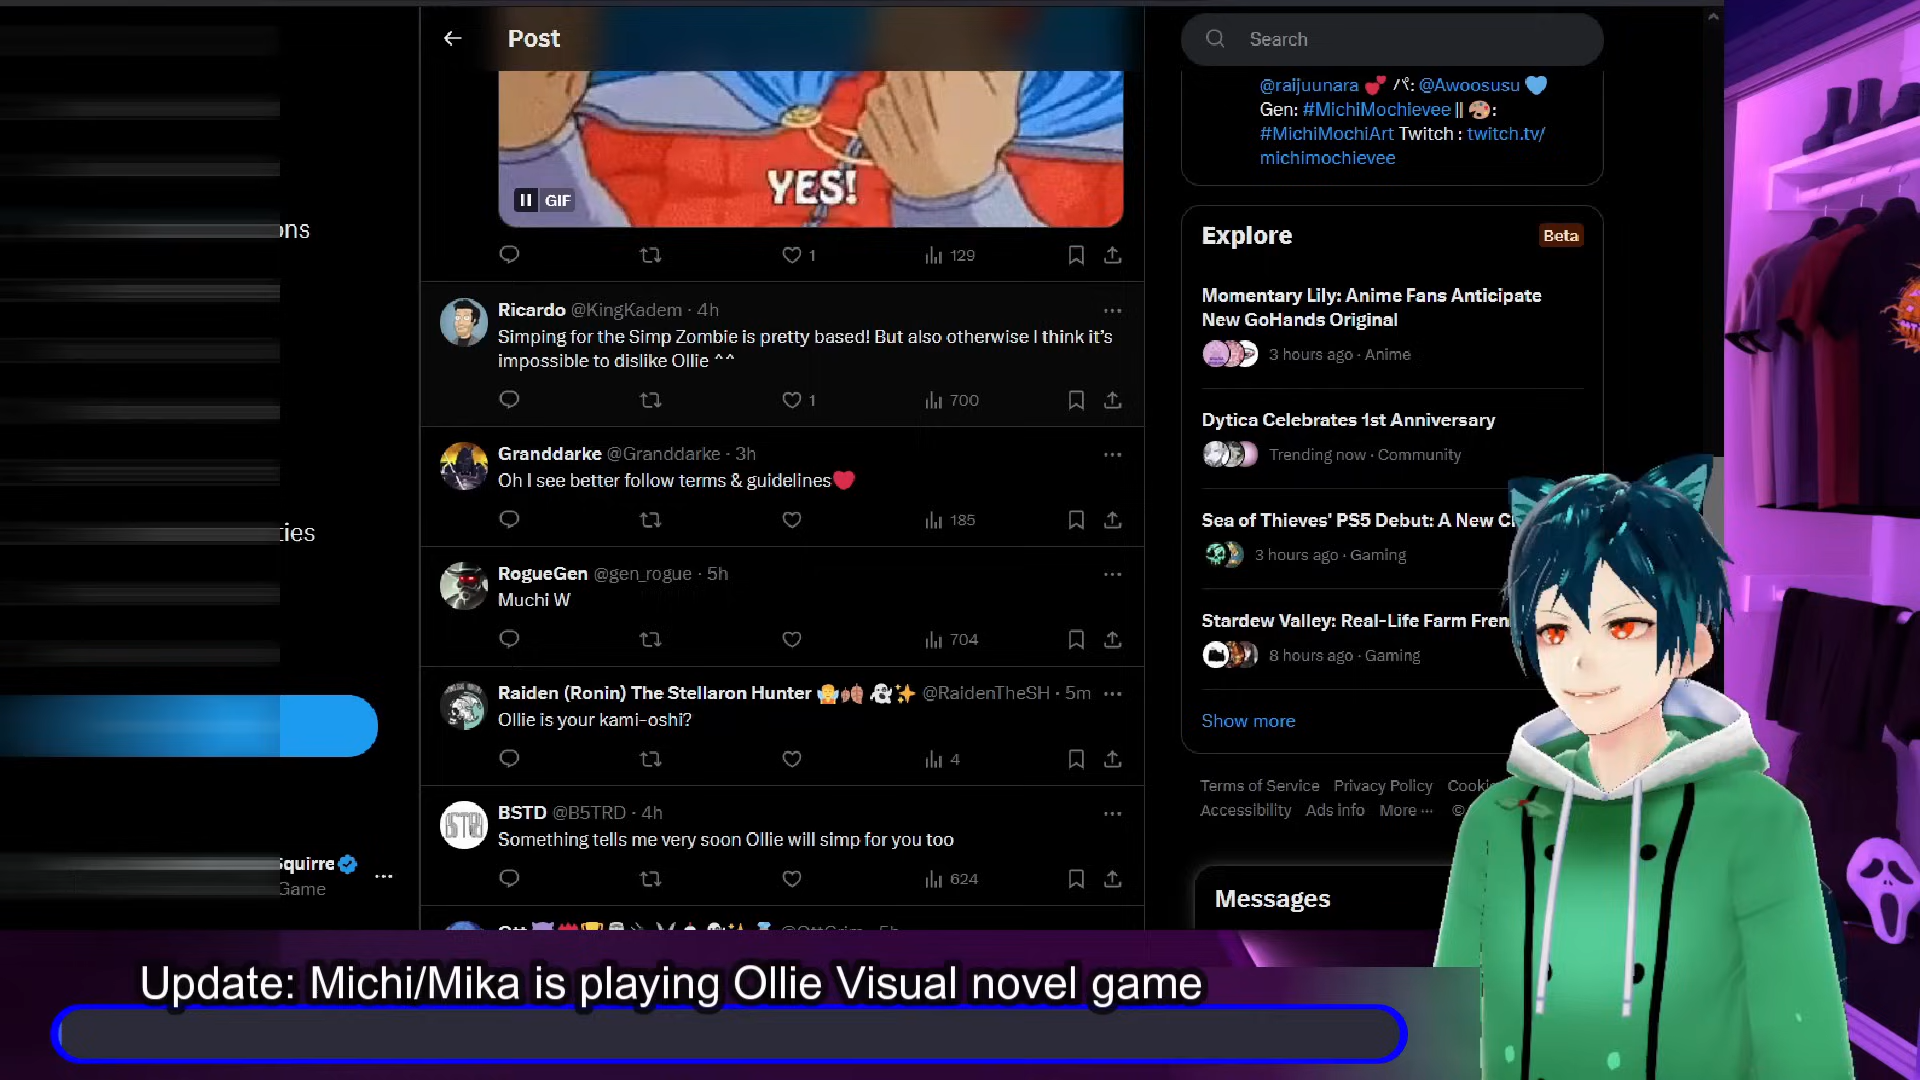 Post
YES!
GIF
1
129
Ricardo @KingKadem · 4h
Simping for the Simp Zombie is pretty based! But also otherwise I think it's
impossible to dislike Ollie ^^
1
700
Granddarke @Granddarke · 3h
Oh I see better follow terms & guidelines❤️
185
RogueGen @gen_rogue · 5h
Muchi W
704
Raiden (Ronin) The Stellaron Hunter @RaidenTheSH · 5m
Ollie is your kami-oshi?
4
BSTD @B5TRD · 4h
Something tells me very soon Ollie will simp for you too
624
ons
ties
Squirre
Game
Search
@raijuunara 💕 パ: @Awoosusu 💙
Gen: #MichiMochievee || 🎨:
#MichiMochiArt Twitch : twitch.tv/
michimochievee
Explore
Beta
Momentary Lily: Anime Fans Anticipate
New GoHands Original
3 hours ago · Anime
Dytica Celebrates 1st Anniversary
Trending now · Community
Sea of Thieves' PS5 Debut: A New
3 hours ago · Gaming
Stardew Valley: Real-Life Farm
8 hours ago · Gaming
Show more
Terms of Service Privacy Policy
Accessibility Ads info More ··· ©
Messages
Update: Michi/Mika is playing Ollie Visual novel game